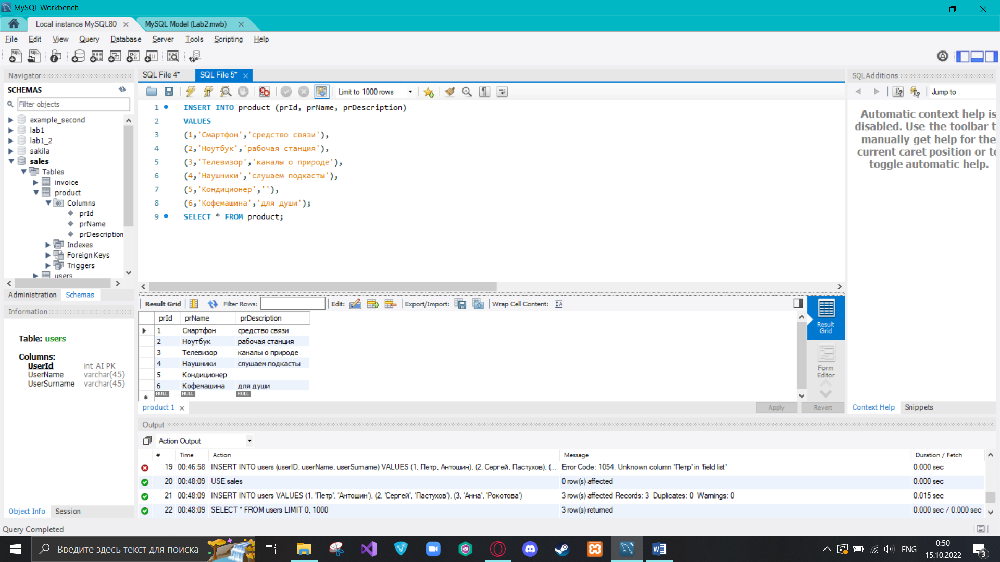 MySQL Workbench
Local instance MySQL80
MySQL Model (Lab2.mwb)
File Edit View Query Database Server Tools Scripting Help
Navigator
SCHEMAS
Filter objects
example_second
lab1
lab1_2
sakila
sales
Tables
invoice
product
Columns
prId
prName
prDescription
Indexes
Foreign Keys
Triggers
users
Administration Schemas
Information
Table: users
Columns:
UserId int AI PK
UserName varchar(45)
UserSurname varchar(45)
Object Info Session
Query Completed
SQL File 4* SQL File 5*
Limit to 1000 rows
1 INSERT INTO product (prId, prName, prDescription)
2 VALUES
3 (1,'Смартфон','средство связи'),
4 (2,'Ноутбук','рабочая станция'),
5 (3,'Телевизор','каналы о природе'),
6 (4,'Наушники','слушаем подкасты'),
7 (5,'Кондиционер',''),
8 (6,'Кофемашина','для души');
9 SELECT * FROM product;
Result Grid Filter Rows: Edit: Export/Import: Wrap Cell Content:
prId prName prDescription
1 Смартфон средство связи
2 Ноутбук рабочая станция
3 Телевизор каналы о природе
4 Наушники слушаем подкасты
5 Кондиционер
6 Кофемашина для души
NULL NULL NULL
Result Grid
Form Editor
product 1
Apply Revert
SQLAdditions
Jump to
Automatic context help is
disabled. Use the toolbar t
manually get help for the
current caret position or to
toggle automatic help.
Context Help Snippets
Output
Action Output
# Time Action Message Duration / Fetch
19 00:46:58 INSERT INTO users (userID, userName, userSurname) VALUES (1, Петр, Антошин), (2, Сергей, Пастухов), (... Error Code: 1054. Unknown column 'Петр' in 'field list' 0.000 sec
20 00:48:09 USE sales 0 row(s) affected 0.000 sec
21 00:48:09 INSERT INTO users VALUES (1, 'Петр', 'Антошин'), (2, 'Сергей', 'Пастухов'), (3, 'Анна', 'Рокотова') 3 row(s) affected Records: 3 Duplicates: 0 Warnings: 0 0.015 sec
22 00:48:09 SELECT * FROM users LIMIT 0, 1000 3 row(s) returned 0.000 sec / 0.000 sec
Введите здесь текст для поиска
ENG
0:50
15.10.2022
3